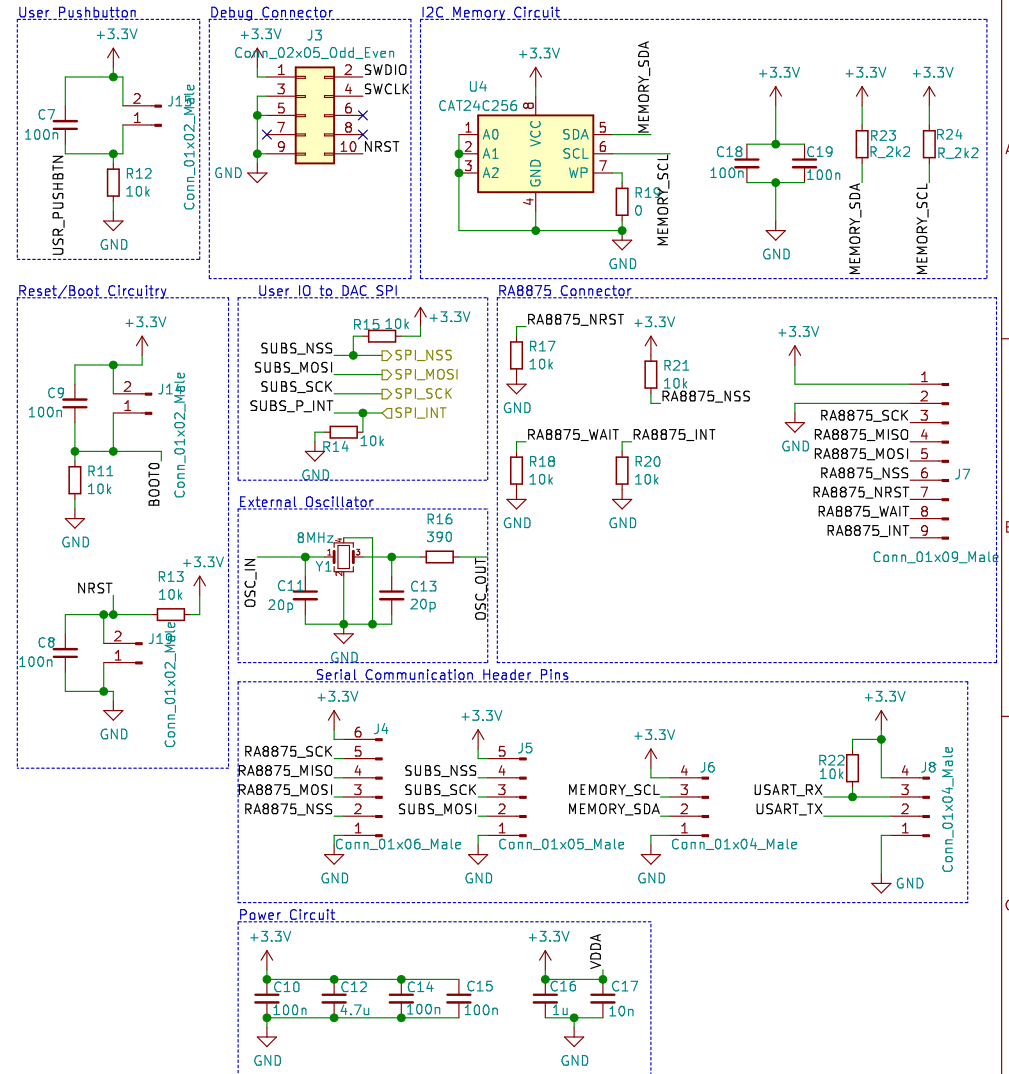 User Pushbutton
+3.3V
C7
100n
2
1
Conn_01x02_Male
R12
10k
USR_PUSHBTN
GND
Debug Connector
+3.3V
J3
Conn_02x05_Odd_Even
1
2
SWDIO
3
4
SWCLK
5
6
7
8
9
10
NRST
GND
I2C Memory Circuit
+3.3V
U4
CAT24C256
8
VCC
1
A0
2
A1
3
A2
SDA
5
SCL
6
WP
7
GND
4
MEMORY_SDA
MEMORY_SCL
R19
0
GND
+3.3V
C18
100n
C19
100n
GND
+3.3V
R23
R_2k2
MEMORY_SDA
+3.3V
R24
R_2k2
MEMORY_SCL
Reset/Boot Circuitry
+3.3V
C9
100n
2
1
Conn_01x02_Male
R11
10k
BOOT0
GND
+3.3V
R13
10k
NRST
C8
100n
2
1
Conn_01x02_Male
GND
User IO to DAC SPI
+3.3V
R15
10k
SUBS_NSS
SPI_NSS
SUBS_MOSI
SPI_MOSI
SUBS_SCK
SPI_SCK
SUBS_P_INT
SPI_INT
R14
10k
GND
External Oscillator
8MHz
Y1
1
3
R16
390
OSC_IN
OSC_OUT
C11
20p
C13
20p
GND
RA8875 Connector
RA8875_NRST
R17
10k
GND
+3.3V
R21
10k
RA8875_NSS
RA8875_WAIT
R18
10k
GND
RA8875_INT
R20
10k
GND
+3.3V
GND
1
2
RA8875_SCK
3
RA8875_MISO
4
RA8875_MOSI
5
RA8875_NSS
6
RA8875_NRST
7
RA8875_WAIT
8
RA8875_INT
9
J7
Conn_01x09_Male
Serial Communication Header Pins
+3.3V
J4
6
RA8875_SCK
5
RA8875_MISO
4
RA8875_MOSI
3
RA8875_NSS
2
1
Conn_01x06_Male
GND
+3.3V
J5
5
SUBS_NSS
4
SUBS_SCK
3
SUBS_MOSI
2
1
Conn_01x05_Male
GND
+3.3V
J6
4
MEMORY_SCL
3
MEMORY_SDA
2
1
Conn_01x04_Male
GND
+3.3V
R22
10k
J8
4
USART_RX
3
USART_TX
2
1
Conn_01x04_Male
GND
Power Circuit
+3.3V
C10
100n
C12
4.7u
C14
100n
C15
100n
GND
+3.3V
VDDA
C16
1u
C17
10n
GND